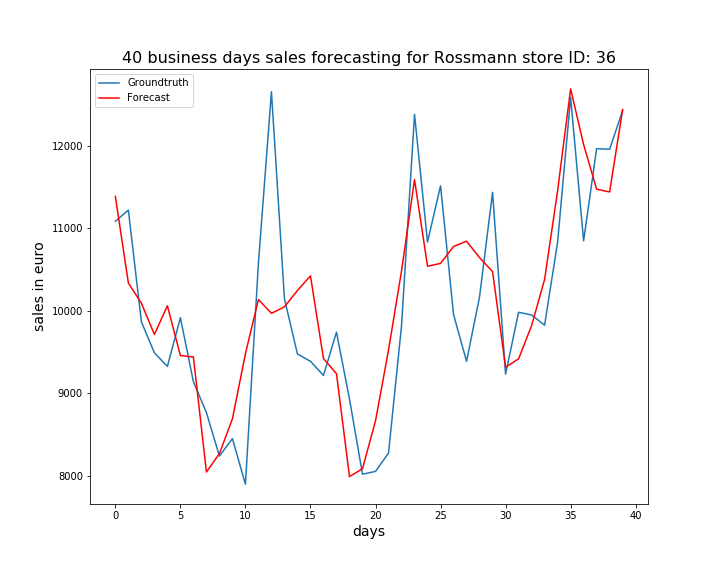 40 business days sales forecasting for Rossmann store ID: 36
Groundtruth
Forecast
sales in euro
12000
11000
10000
9000
8000
0 5 10 15 20 25 30 35 40
days